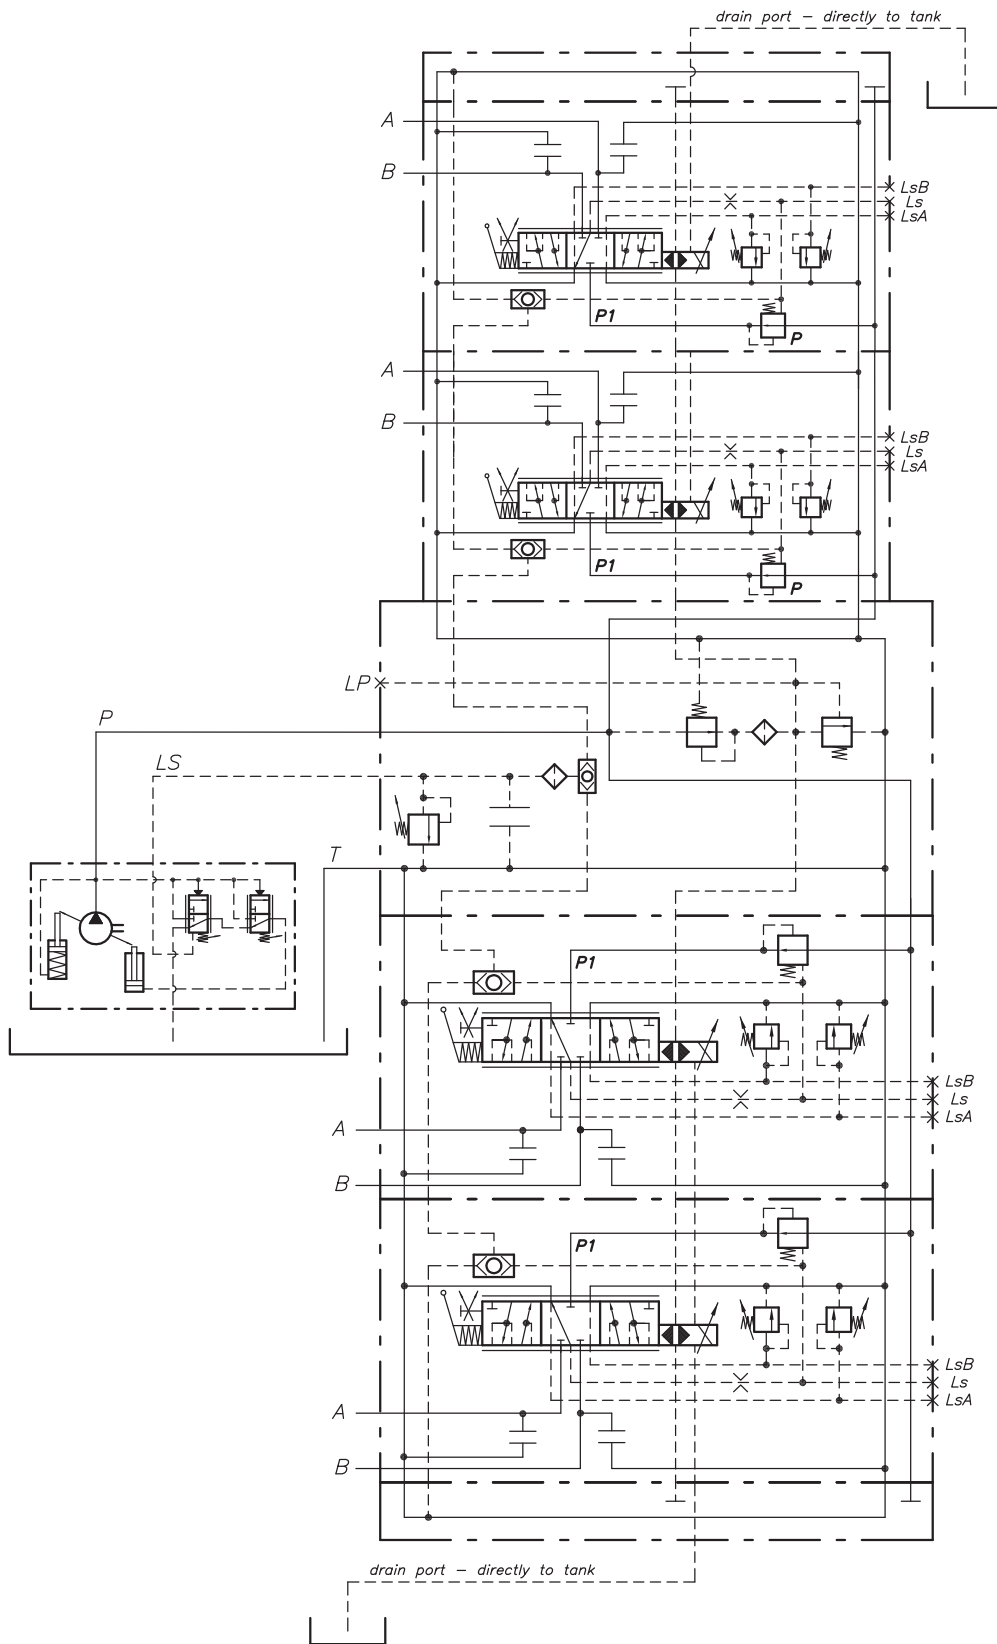 drain port – directly to tank
A
B
LsB
Ls
LsA
P1
P
A
B
LsB
Ls
LsA
P1
P
LP
P
LS
T
P1
LsB
Ls
LsA
A
B
P1
LsB
Ls
LsA
A
B
drain port – directly to tank